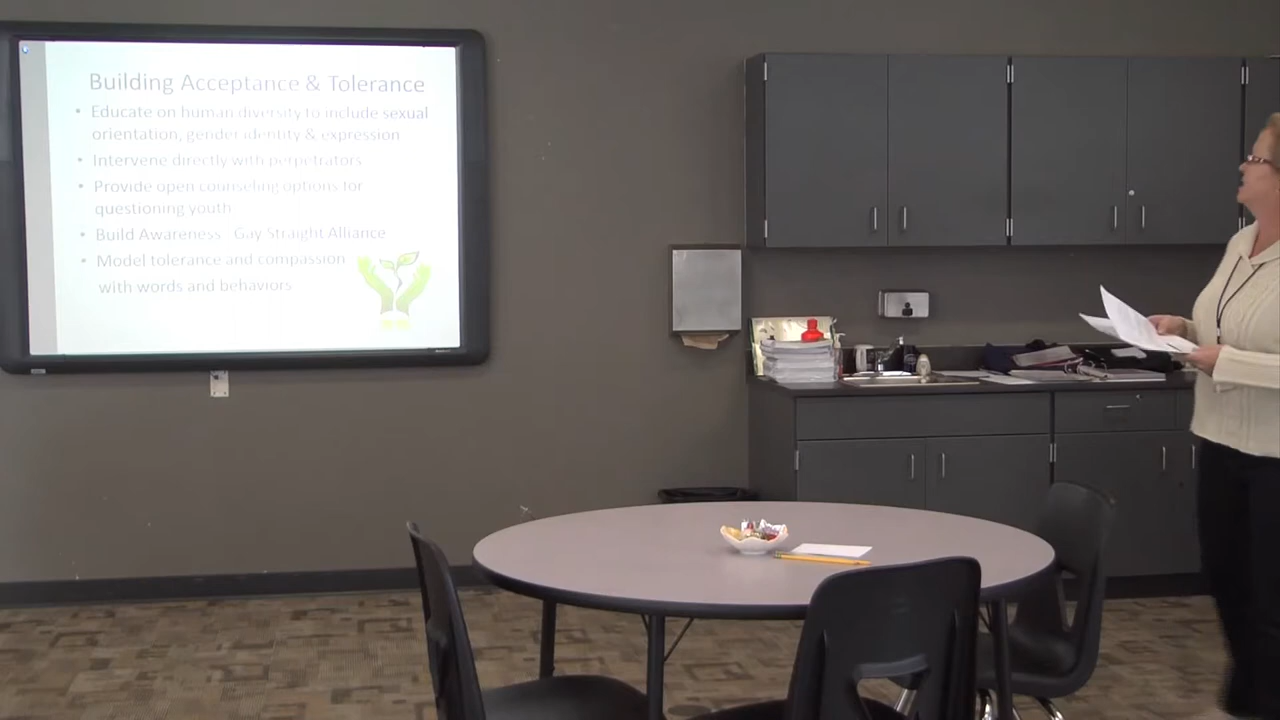 Building Acceptance & Tolerance
• Educate on human diversity to include sexual
orientation, gender identity & expression
• Intervene directly with perpetrators
• Provide open counseling options for
questioning youth
• Build Awareness - Gay Straight Alliance
• Model tolerance and compassion
with words and behaviors